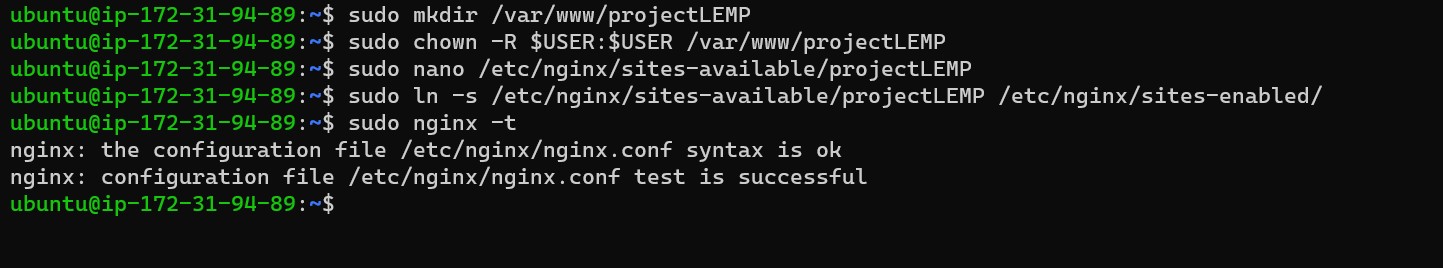 ubuntu@ip-172-31-94-89:~$ sudo mkdir /var/www/projectLEMP
ubuntu@ip-172-31-94-89:~$ sudo chown -R $USER:$USER /var/www/projectLEMP
ubuntu@ip-172-31-94-89:~$ sudo nano /etc/nginx/sites-available/projectLEMP
ubuntu@ip-172-31-94-89:~$ sudo ln -s /etc/nginx/sites-available/projectLEMP /etc/nginx/sites-enabled/
ubuntu@ip-172-31-94-89:~$ sudo nginx -t
nginx: the configuration file /etc/nginx/nginx.conf syntax is ok
nginx: configuration file /etc/nginx/nginx.conf test is successful
ubuntu@ip-172-31-94-89:~$